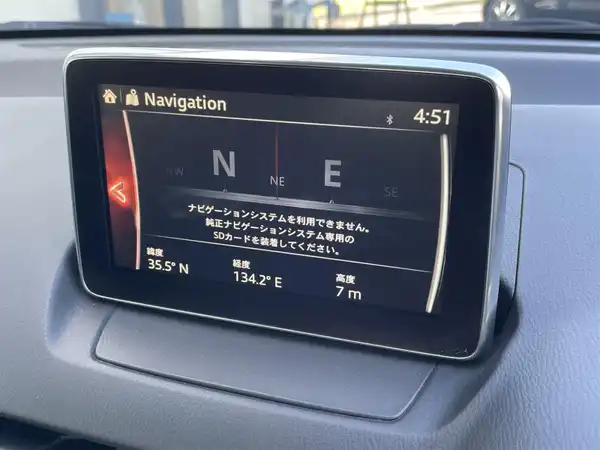 Navigation
4:51
NW N NE E SE
ナビゲーションシステムを利用できません。
純正ナビゲーションシステム専用の
SDカードを装着してください。
緯度 経度 高度
35.5° N 134.2° E 7 m